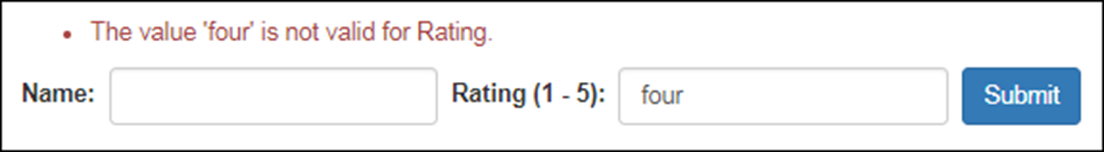 • The value 'four' is not valid for Rating.
Name: Rating (1 - 5): four Submit